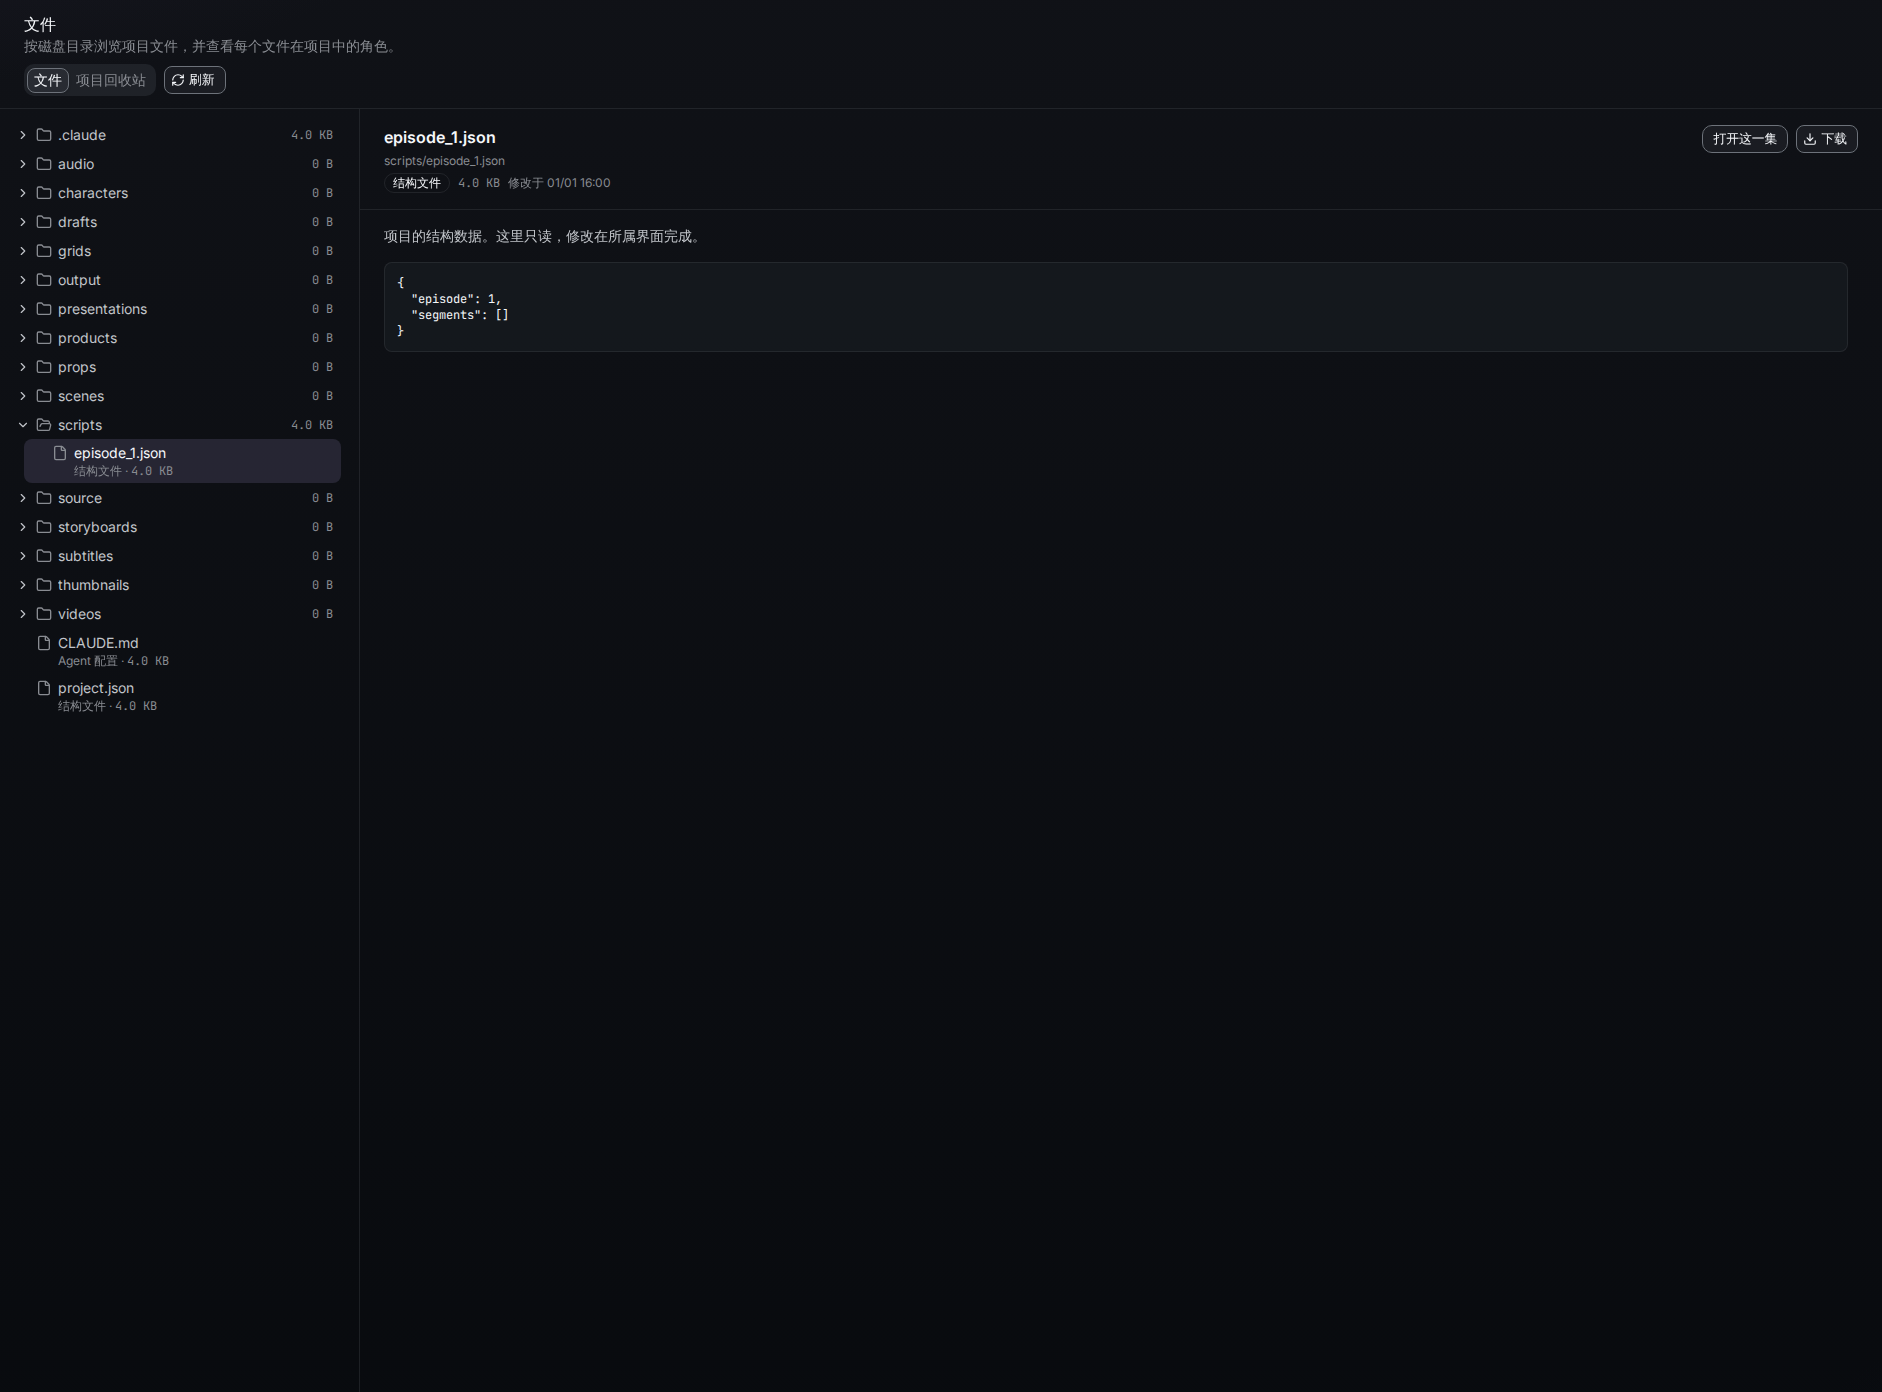 文件
按磁盘目录浏览项目文件，并查看每个文件在项目中的角色。
文件 项目回收站 刷新
.claude 4.0 KB
audio 0 B
characters 0 B
drafts 0 B
grids 0 B
output 0 B
presentations 0 B
products 0 B
props 0 B
scenes 0 B
scripts 4.0 KB
episode_1.json
结构文件 · 4.0 KB
source 0 B
storyboards 0 B
subtitles 0 B
thumbnails 0 B
videos 0 B
CLAUDE.md
Agent 配置 · 4.0 KB
project.json
结构文件 · 4.0 KB
episode_1.json
打开这一集 下载
scripts/episode_1.json
结构文件 4.0 KB 修改于 01/01 16:00
项目的结构数据。这里只读，修改在所属界面完成。
{
  "episode": 1,
  "segments": []
}